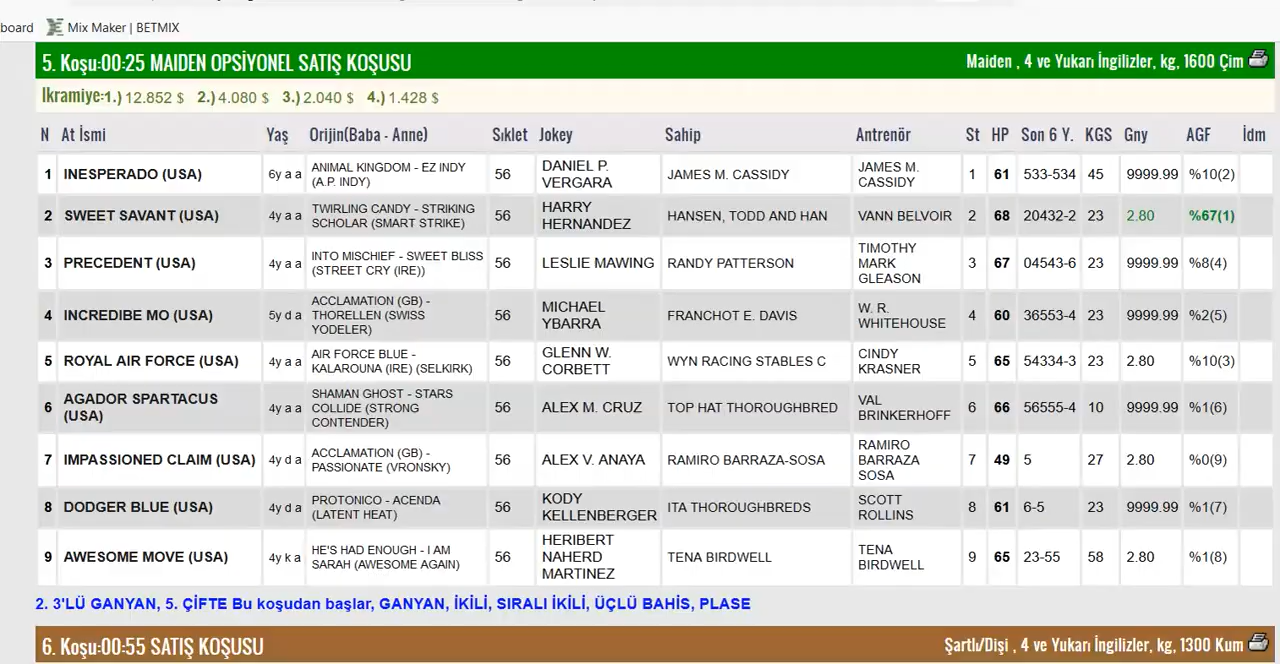 board Mix Maker | BETMIX
5. Koşu:00:25 MAIDEN OPSİYONEL SATIŞ KOŞUSU Maiden , 4 ve Yukarı İngilizler, kg, 1600 Çim
Ikramiye:1.) 12.852 $ 2.) 4.080 $ 3.) 2.040 $ 4.) 1.428 $
N At İsmi Yaş Orijin(Baba - Anne) Sıklet Jokey Sahip Antrenör St HP Son 6 Y. KGS Gny AGF İdm
1 INESPERADO (USA) 6y a a ANIMAL KINGDOM - EZ INDY (A.P. INDY) 56 DANIEL P. VERGARA JAMES M. CASSIDY JAMES M. CASSIDY 1 61 533-534 45 9999.99 %10(2)
2 SWEET SAVANT (USA) 4y a a TWIRLING CANDY - STRIKING SCHOLAR (SMART STRIKE) 56 HARRY HERNANDEZ HANSEN, TODD AND HAN VANN BELVOIR 2 68 20432-2 23 2.80 %67(1)
3 PRECEDENT (USA) 4y a a INTO MISCHIEF - SWEET BLISS (STREET CRY (IRE)) 56 LESLIE MAWING RANDY PATTERSON TIMOTHY MARK GLEASON 3 67 04543-6 23 9999.99 %8(4)
4 INCREDIBE MO (USA) 5y d a ACCLAMATION (GB) - THORELLEN (SWISS YODELER) 56 MICHAEL YBARRA FRANCHOT E. DAVIS W. R. WHITEHOUSE 4 60 36553-4 23 9999.99 %2(5)
5 ROYAL AIR FORCE (USA) 4y a a AIR FORCE BLUE - KALAROUNA (IRE) (SELKIRK) 56 GLENN W. CORBETT WYN RACING STABLES C CINDY KRASNER 5 65 54334-3 23 2.80 %10(3)
6 AGADOR SPARTACUS (USA) 4y a a SHAMAN GHOST - STARS COLLIDE (STRONG CONTENDER) 56 ALEX M. CRUZ TOP HAT THOROUGHBRED VAL BRINKERHOFF 6 66 56555-4 10 9999.99 %1(6)
7 IMPASSIONED CLAIM (USA) 4y d a ACCLAMATION (GB) - PASSIONATE (VRONSKY) 56 ALEX V. ANAYA RAMIRO BARRAZA-SOSA RAMIRO BARRAZA SOSA 7 49 5 27 2.80 %0(9)
8 DODGER BLUE (USA) 4y d a PROTONICO - ACENDA (LATENT HEAT) 56 KODY KELLENBERGER ITA THOROUGHBREDS SCOTT ROLLINS 8 61 6-5 23 9999.99 %1(7)
9 AWESOME MOVE (USA) 4y k a HE'S HAD ENOUGH - I AM SARAH (AWESOME AGAIN) 56 HERIBERT NAHERD MARTINEZ TENA BIRDWELL TENA BIRDWELL 9 65 23-55 58 2.80 %1(8)
2. 3'LÜ GANYAN, 5. ÇİFTE Bu koşudan başlar, GANYAN, İKİLİ, SIRALI İKİLİ, ÜÇLÜ BAHİS, PLASE
6. Koşu:00:55 SATIŞ KOŞUSU Şartlı/Dişi , 4 ve Yukarı İngilizler, kg, 1300 Kum